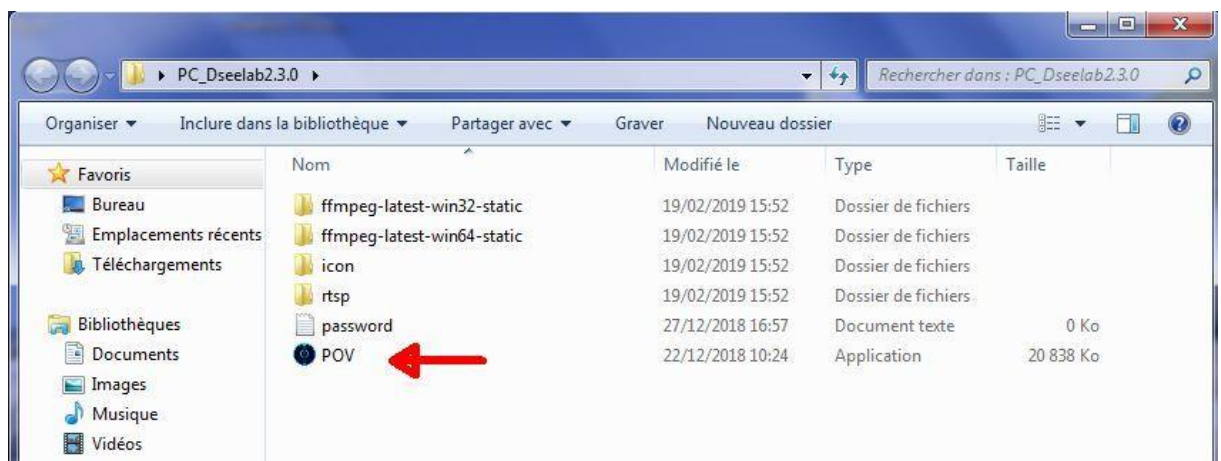 PC_Dseelab2.3.0
Rechercher dans : PC_Dseelab2.3.0
Organiser Inclure dans la bibliothèque Partager avec Graver Nouveau dossier
Favoris
Bureau
Emplacements récents
Téléchargements
Bibliothèques
Documents
Images
Musique
Vidéos
Nom Modifié le Type Taille
ffmpeg-latest-win32-static 19/02/2019 15:52 Dossier de fichiers
ffmpeg-latest-win64-static 19/02/2019 15:52 Dossier de fichiers
icon 19/02/2019 15:52 Dossier de fichiers
rtsp 19/02/2019 15:52 Dossier de fichiers
password 27/12/2018 16:57 Document texte 0 Ko
POV 22/12/2018 10:24 Application 20 838 Ko